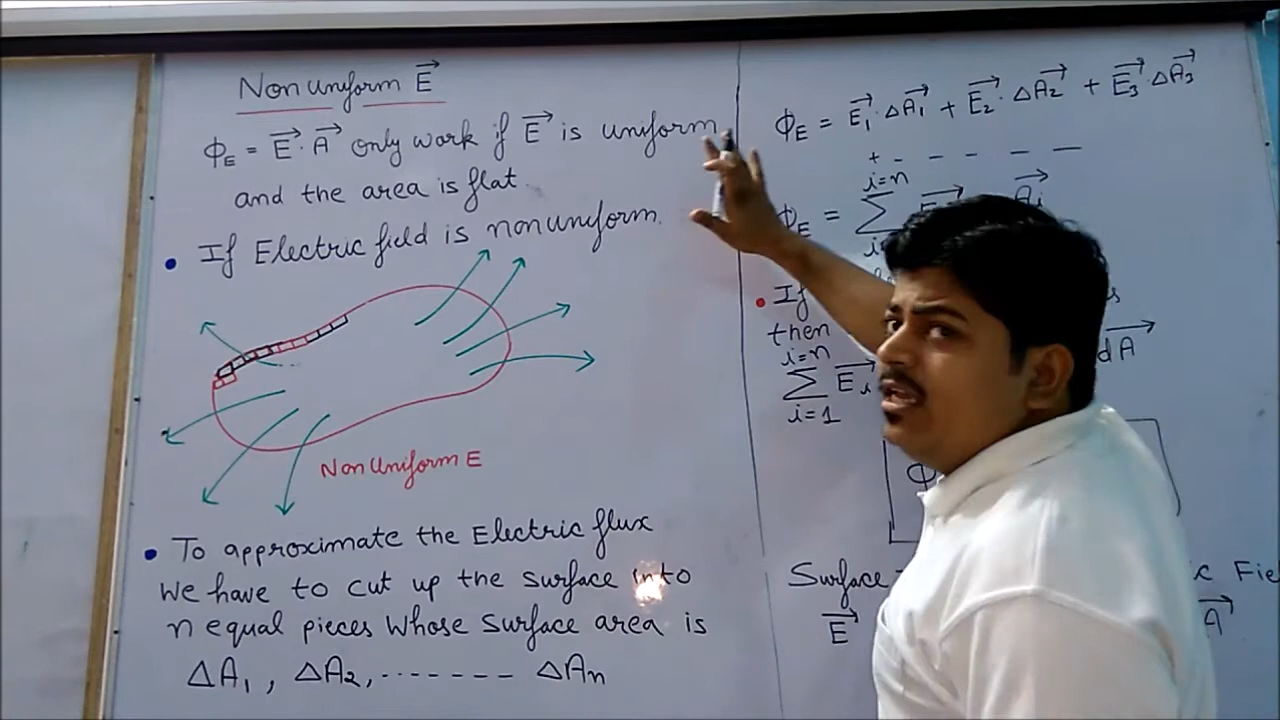 Non uniform E⃗
ϕ_E = E⃗ · A⃗ only work if E⃗ is uniform
and the area is flat
• If Electric field is nonuniform.
Non Uniform E
• To approximate the Electric flux
We have to cut up the surface into
n equal pieces whose surface area is
ΔA₁, ΔA₂, ------- ΔAₙ
ϕ_E = E⃗₁ · ΔA⃗₁ + E⃗₂ · ΔA⃗₂ + E⃗₃ · ΔA⃗₃
+ - - - - -
i=n
ϕ_E = Σ A⃗ᵢ
• If
then
i=n
Σ E⃗ᵢ dA⃗
i=1
ϕ
Surface
E⃗ A⃗